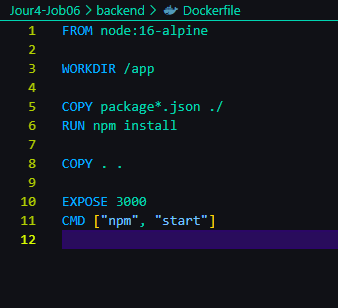 Jour4-Job06 > backend > Dockerfile
1 FROM node:16-alpine
2
3 WORKDIR /app
4
5 COPY package*.json ./
6 RUN npm install
7
8 COPY . .
9
10 EXPOSE 3000
11 CMD ["npm", "start"]
12